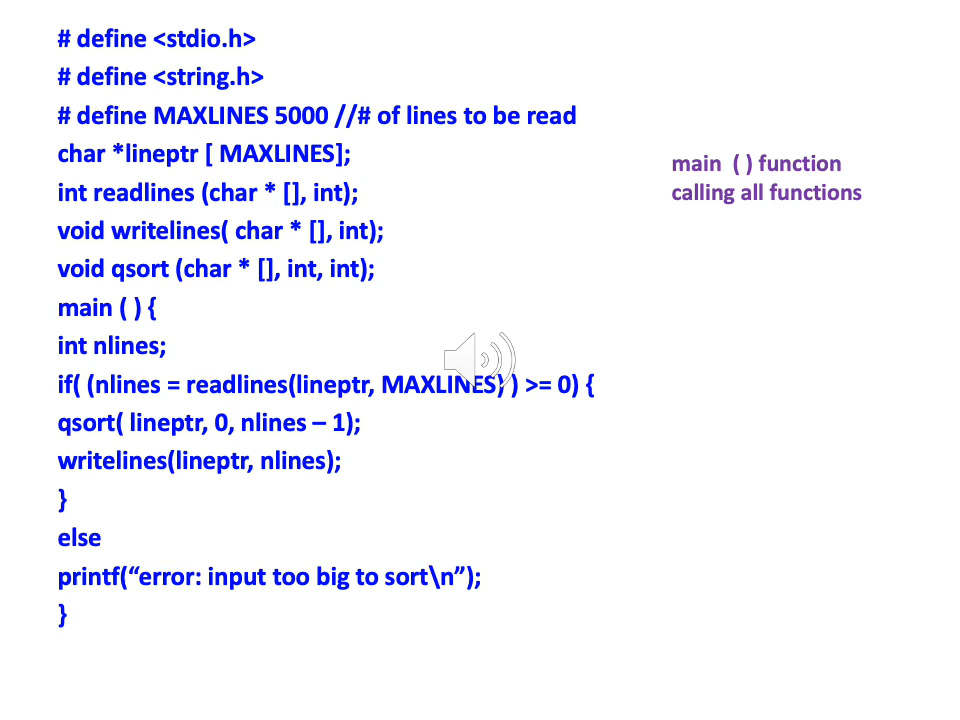 # define <stdio.h>
# define <string.h>
# define MAXLINES 5000 //# of lines to be read
char *lineptr [ MAXLINES];
int readlines (char * [], int);
void writelines( char * [], int);
void qsort (char * [], int, int);
main ( ) {
int nlines;
if( (nlines = readlines(lineptr, MAXLINES) ) >= 0) {
qsort( lineptr, 0, nlines – 1);
writelines(lineptr, nlines);
}
else
printf(“error: input too big to sort\n”);
}
main ( ) function
calling all functions